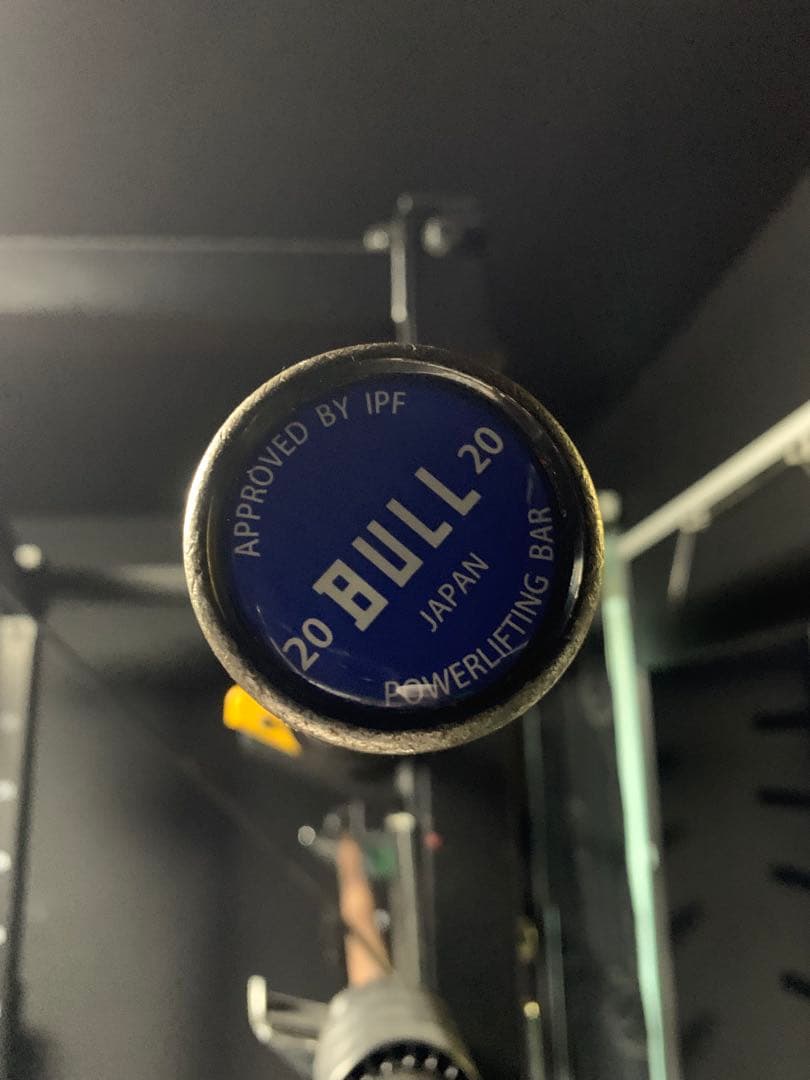 APPROVED BY IPF
20 BULL 20
JAPAN
POWERLIFTING BAR